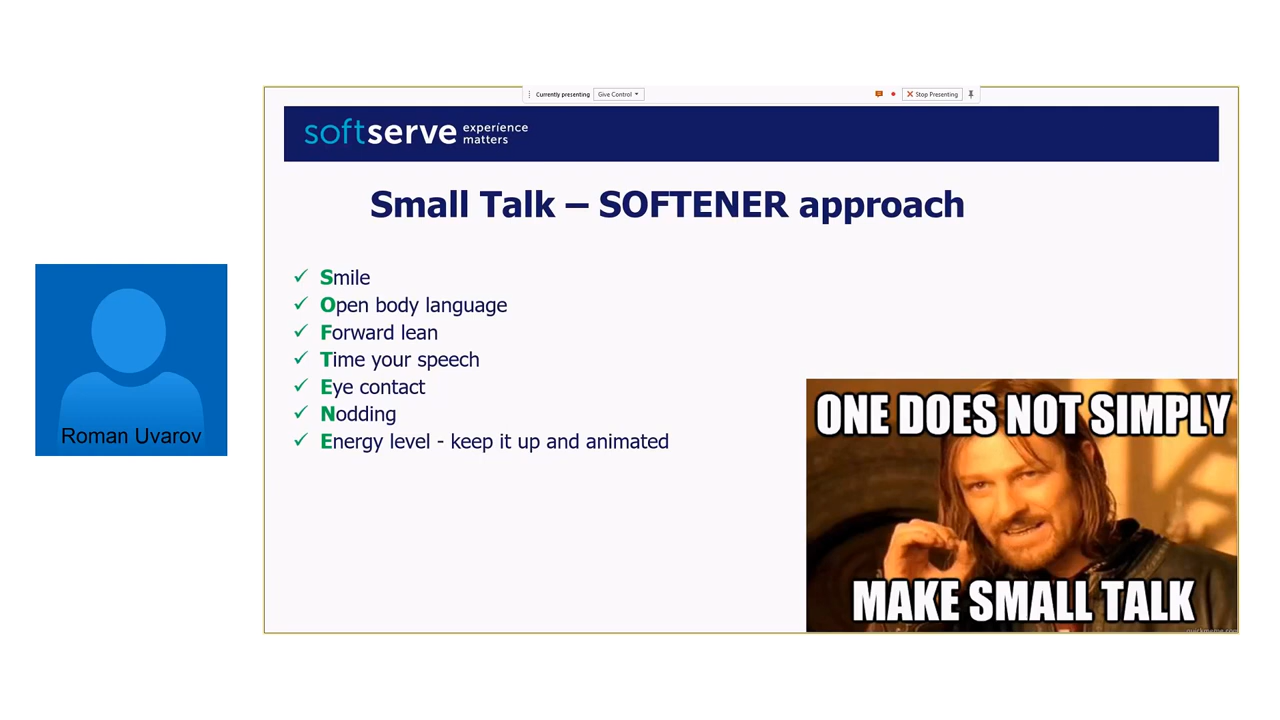 Currently presenting Give Control Stop Presenting
softserve experience matters
Small Talk – SOFTENER approach
Smile
Open body language
Forward lean
Time your speech
Eye contact
Nodding
Energy level - keep it up and animated
Roman Uvarov
ONE DOES NOT SIMPLY
MAKE SMALL TALK